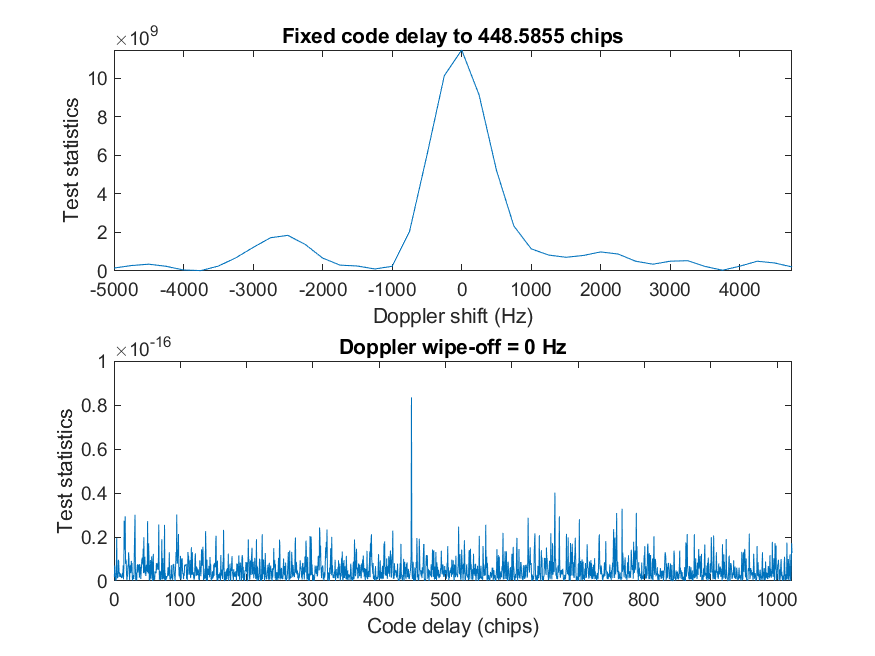 ×10^9
Fixed code delay to 448.5855 chips
Test statistics
10
8
6
4
2
0
-5000 -4000 -3000 -2000 -1000 0 1000 2000 3000 4000
Doppler shift (Hz)
×10^-16
Doppler wipe-off = 0 Hz
Test statistics
1
0.8
0.6
0.4
0.2
0
0 100 200 300 400 500 600 700 800 900 1000
Code delay (chips)